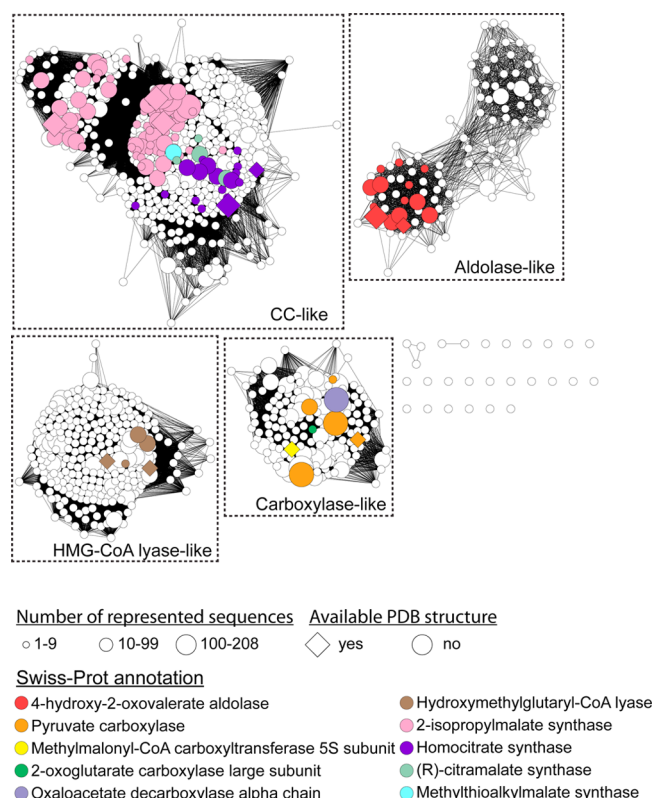 CC-like
Aldolase-like
HMG-CoA lyase-like
Carboxylase-like
Number of represented sequences
Available PDB structure
1-9
10-99
100-208
yes
no
Swiss-Prot annotation
4-hydroxy-2-oxovalerate aldolase
Pyruvate carboxylase
Methylmalonyl-CoA carboxyltransferase 5S subunit
2-oxoglutarate carboxylase large subunit
Oxaloacetate decarboxylase alpha chain
Hydroxymethylglutaryl-CoA lyase
2-isopropylmalate synthase
Homocitrate synthase
(R)-citramalate synthase
Methylthioalkylmalate synthase